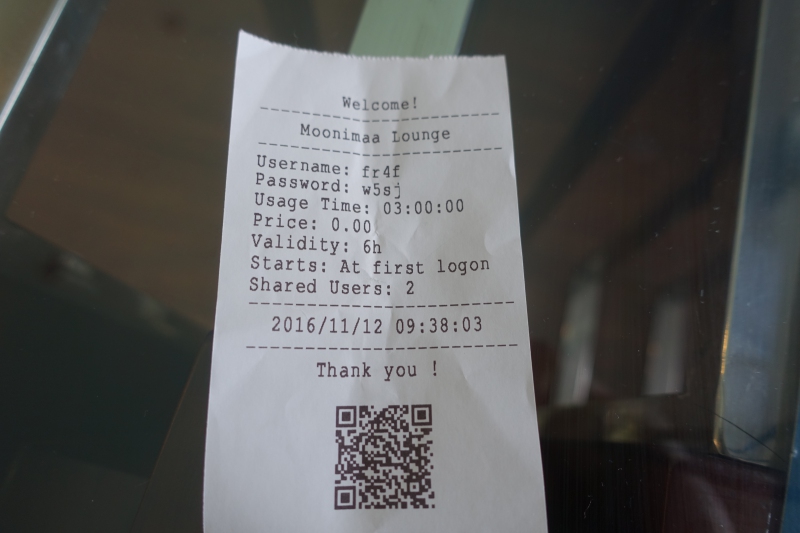 Welcome!
Moonimaa Lounge
Username: fr4f
Password: w5sj
Usage Time: 03:00:00
Price: 0.00
Validity: 6h
Starts: At first logon
Shared Users: 2
2016/11/12 09:38:03
Thank you !